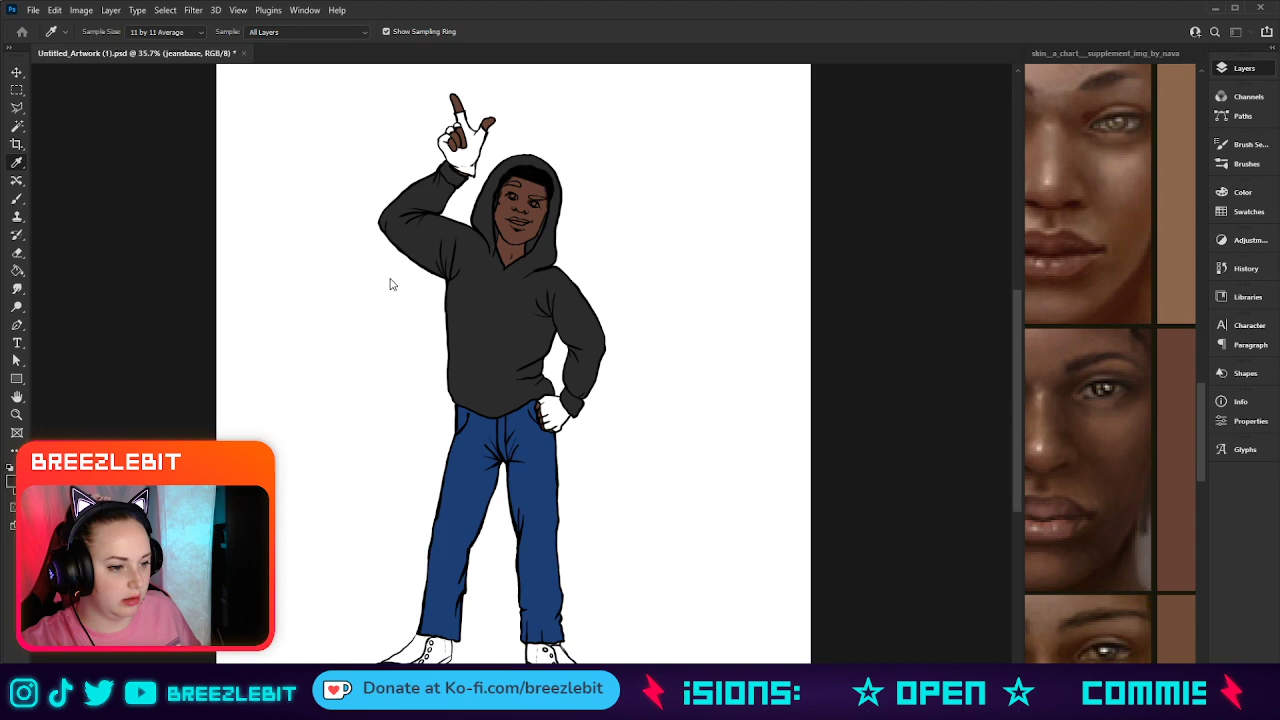 Ps File Edit Image Layer Type Select Filter 3D View Plugins Window Help
Sample Size: 11 by 11 Average Sample: All Layers Show Sampling Ring
Untitled_Artwork (1).psd @ 35.7% (jeansbase, RGB/8) * ×
skin__a_chart__supplement_img_by_nava
Layers
Channels
Paths
Brush Se...
Brushes
Color
Swatches
Adjustm...
History
Libraries
Character
Paragraph
Shapes
Info
Properties
Glyphs
BREEZLEBIT
BREEZLEBIT
Donate at Ko-fi.com/breezlebit
iSIONS: ☆ OPEN ☆ COMMIS